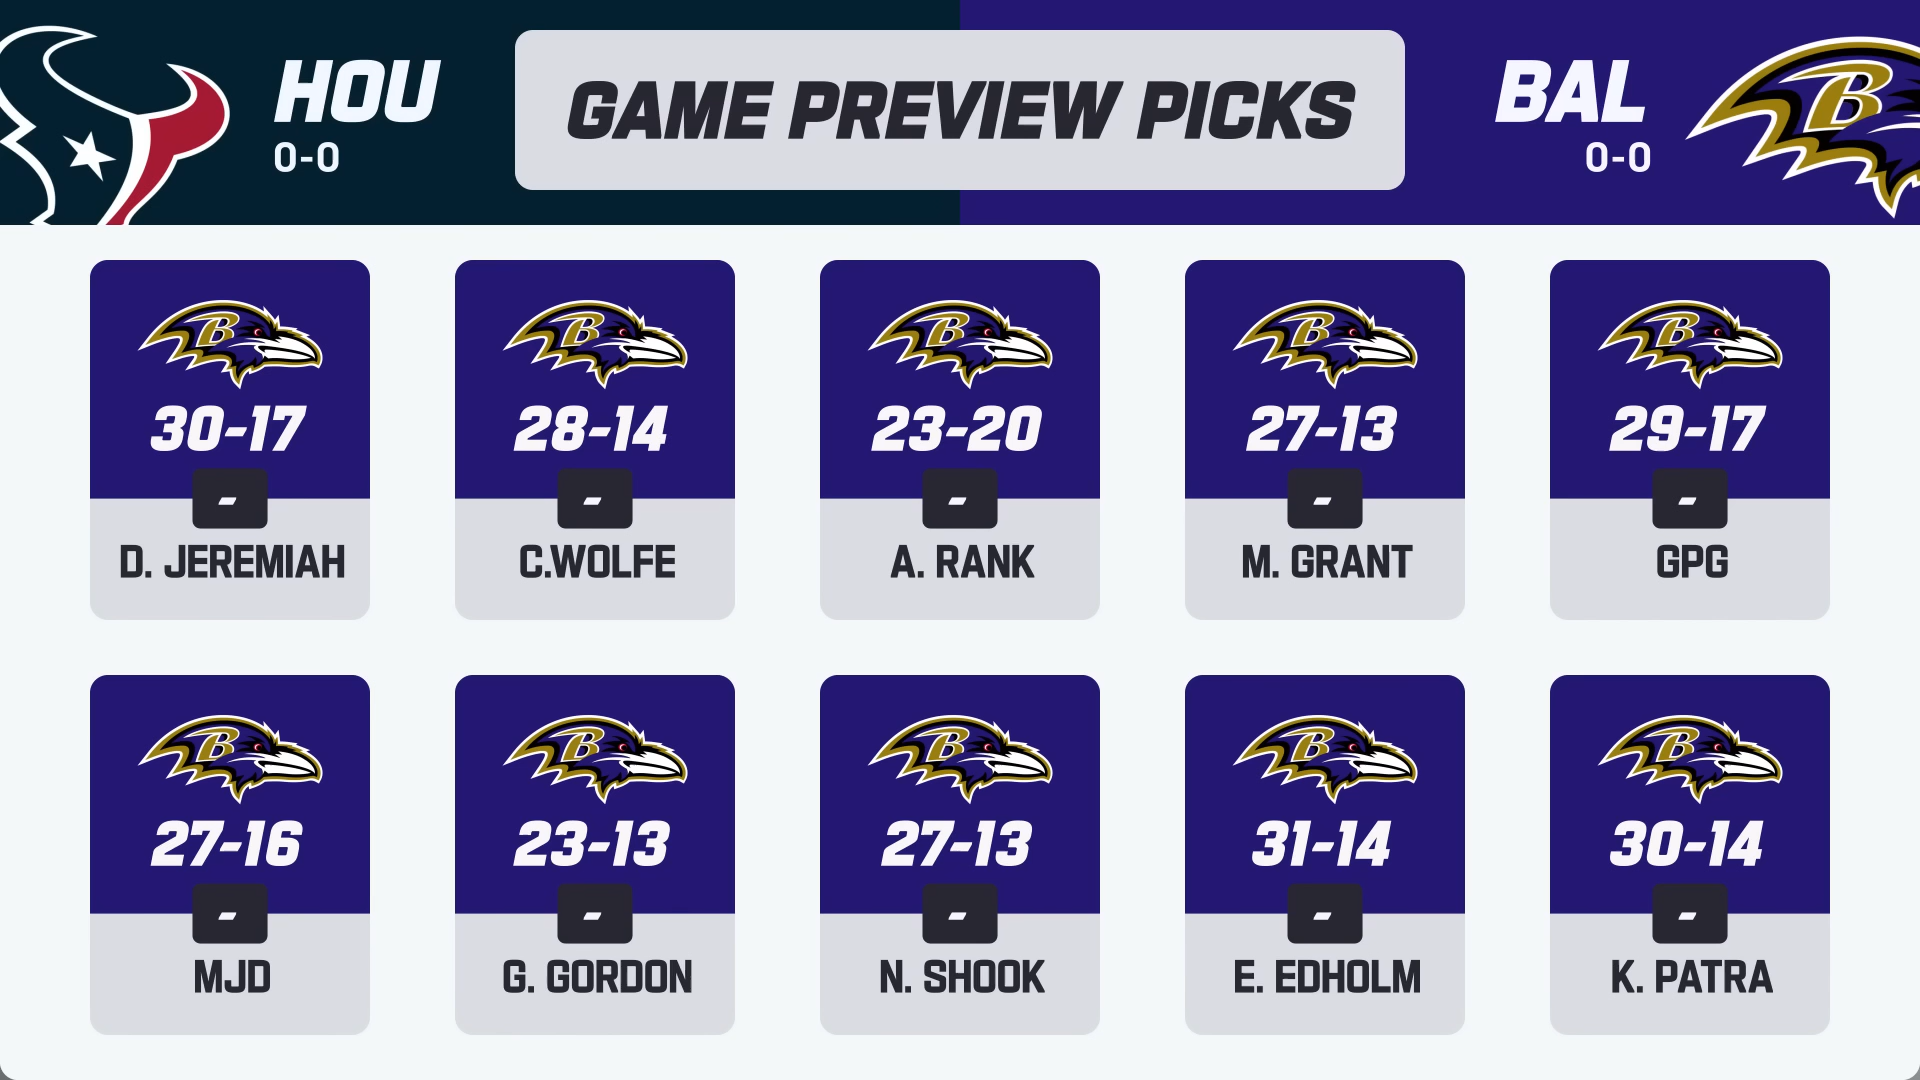 HOU
0-0
GAME PREVIEW PICKS
BAL
0-0
B
B
30-17
-
D. JEREMIAH
B
28-14
-
C.WOLFE
B
23-20
-
A. RANK
B
27-13
-
M. GRANT
B
29-17
-
GPG
B
27-16
-
MJD
B
23-13
-
G. GORDON
B
27-13
-
N. SHOOK
B
31-14
-
E. EDHOLM
B
30-14
-
K. PATRA